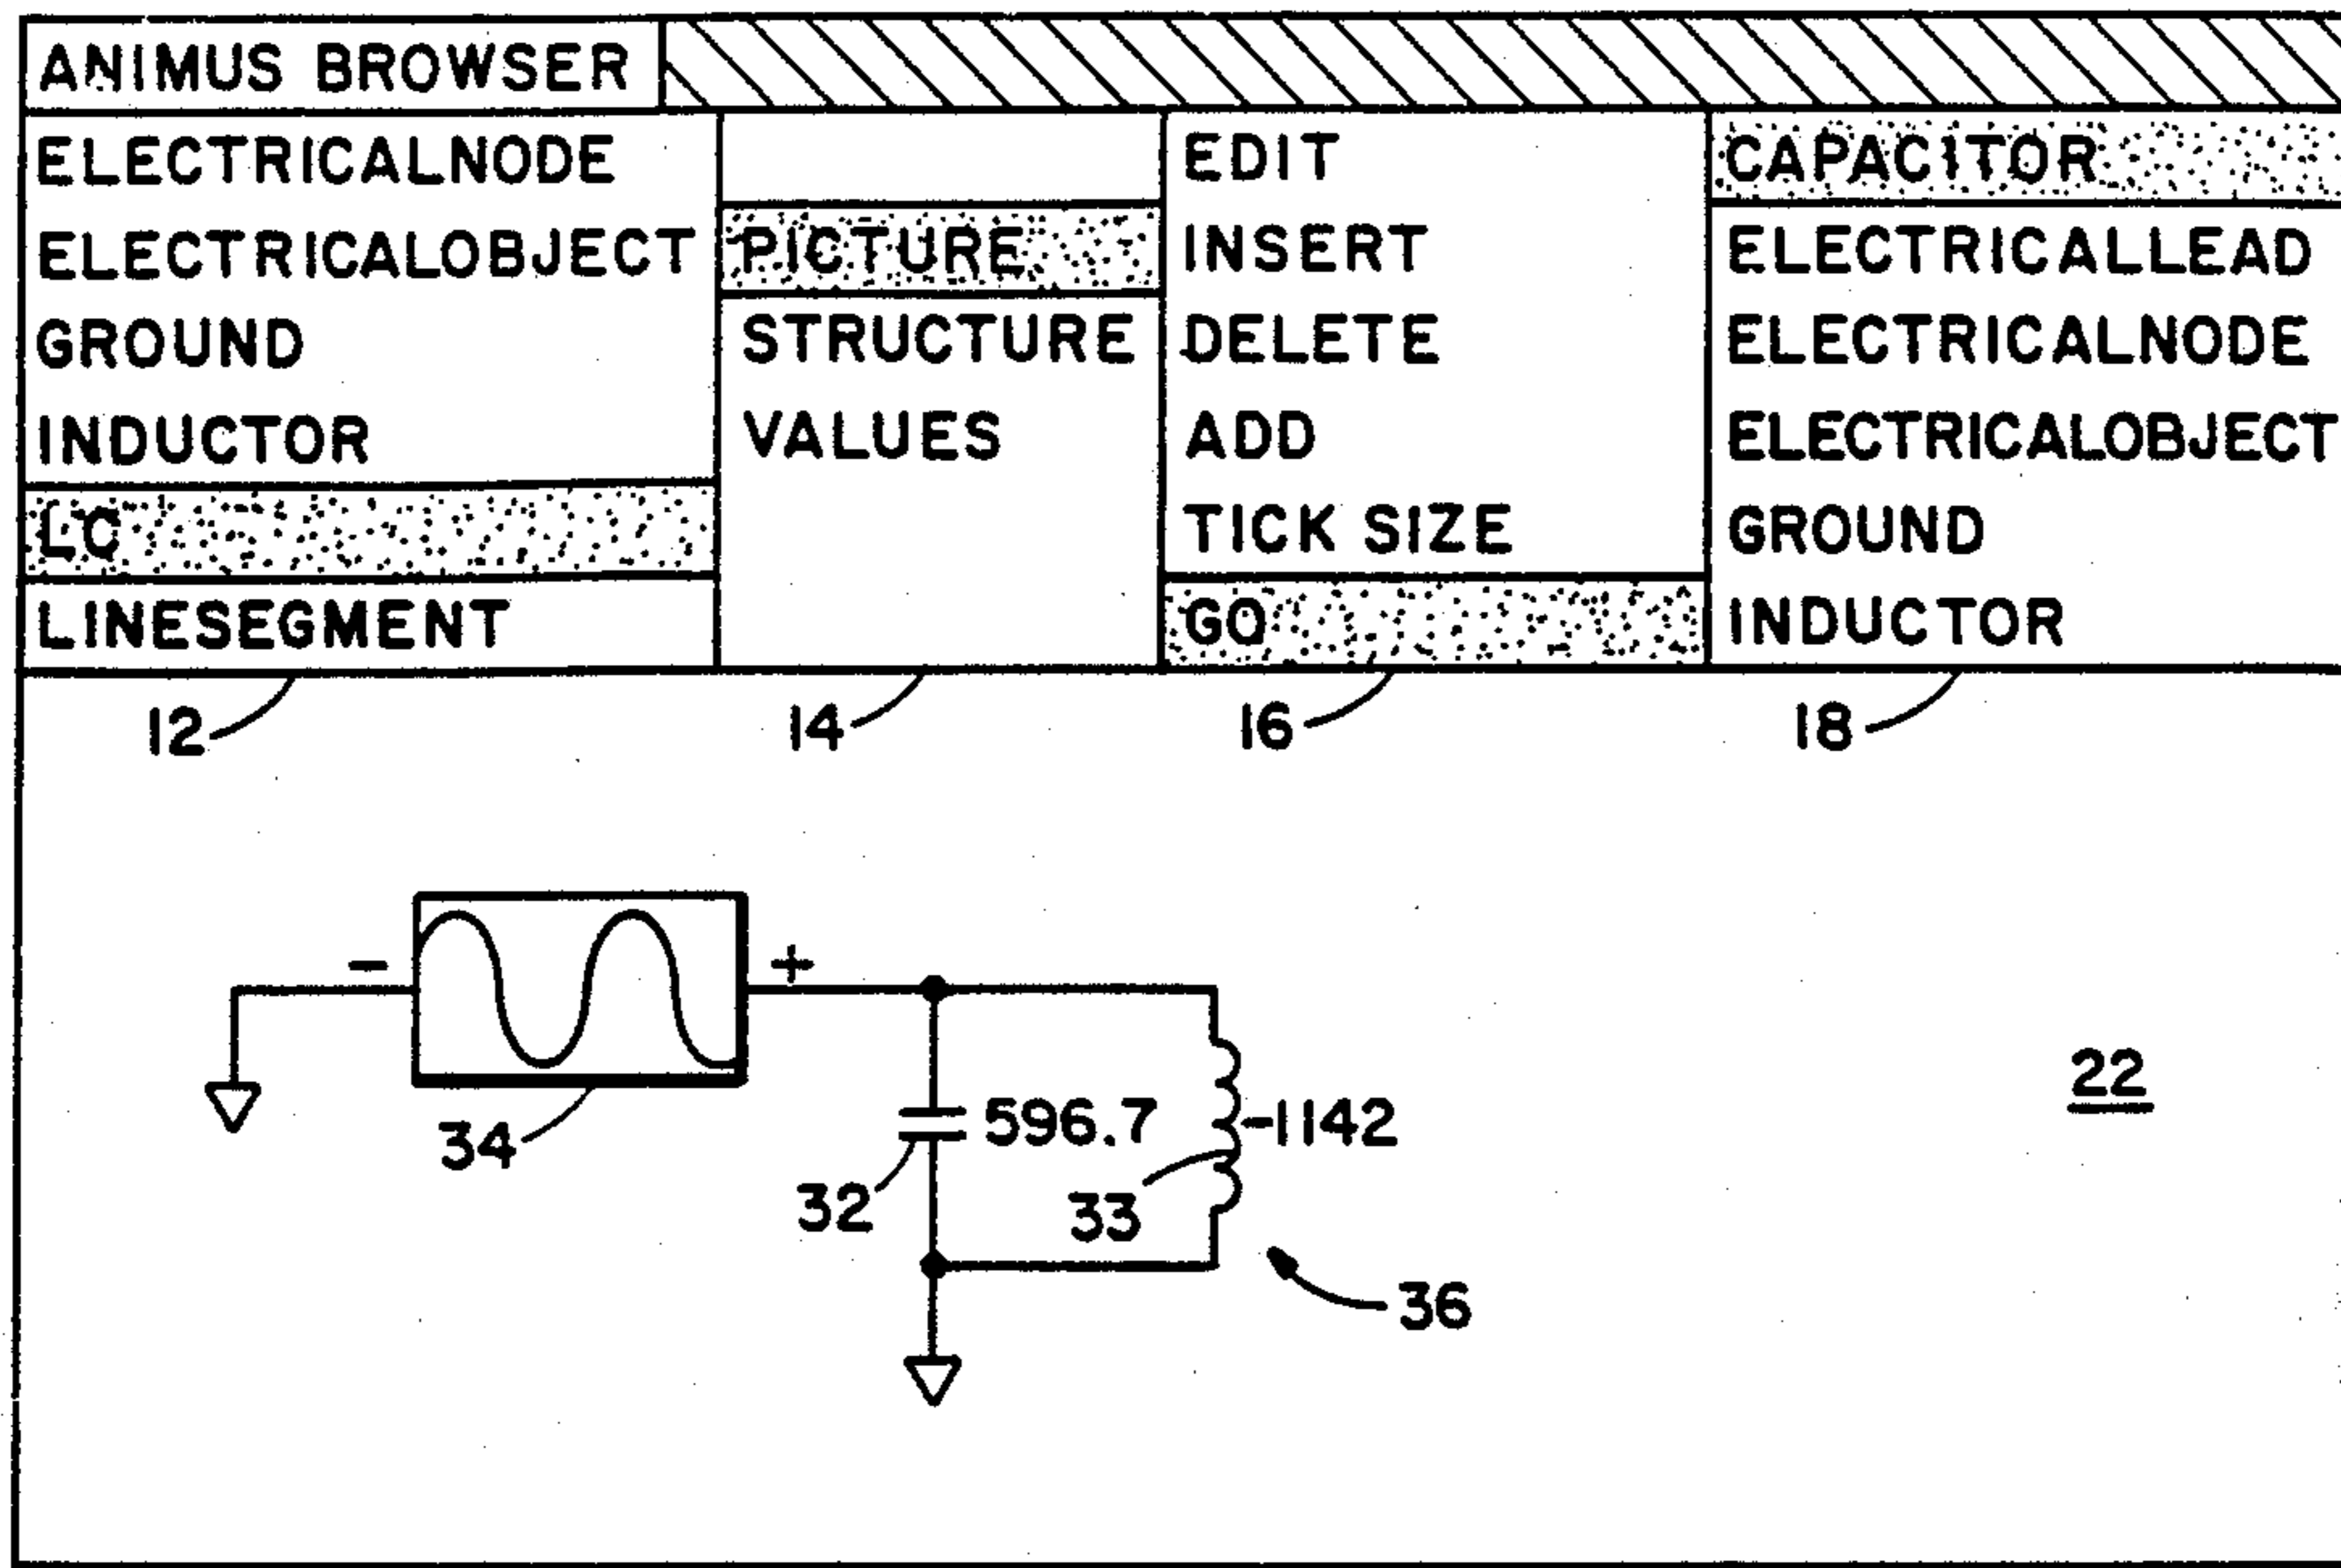 ANIMUS BROWSER
ELECTRICALNODE
ELECTRICALOBJECT
GROUND
INDUCTOR
LC
LINESEGMENT
PICTURE
STRUCTURE
VALUES
EDIT
INSERT
DELETE
ADD
TICK SIZE
GO
CAPACITOR
ELECTRICALLEAD
ELECTRICALNODE
ELECTRICALOBJECT
GROUND
INDUCTOR
12
14
16
18
- +
34
596.7
-1142
22
32
33
36